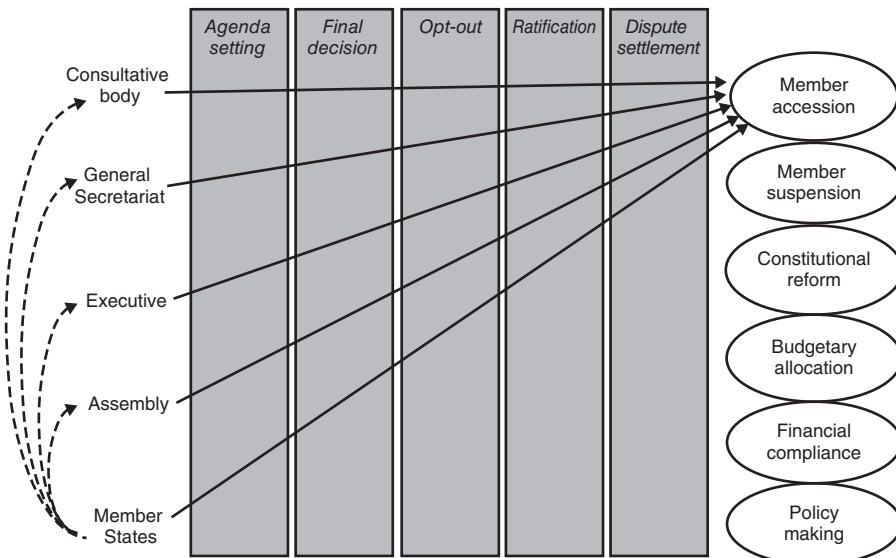 Agenda
setting
Final
decision
Opt-out
Ratification
Dispute
settlement
Consultative
body
General
Secretariat
Executive
Assembly
Member
States
Member
accession
Member
suspension
Constitutional
reform
Budgetary
allocation
Financial
compliance
Policy
making